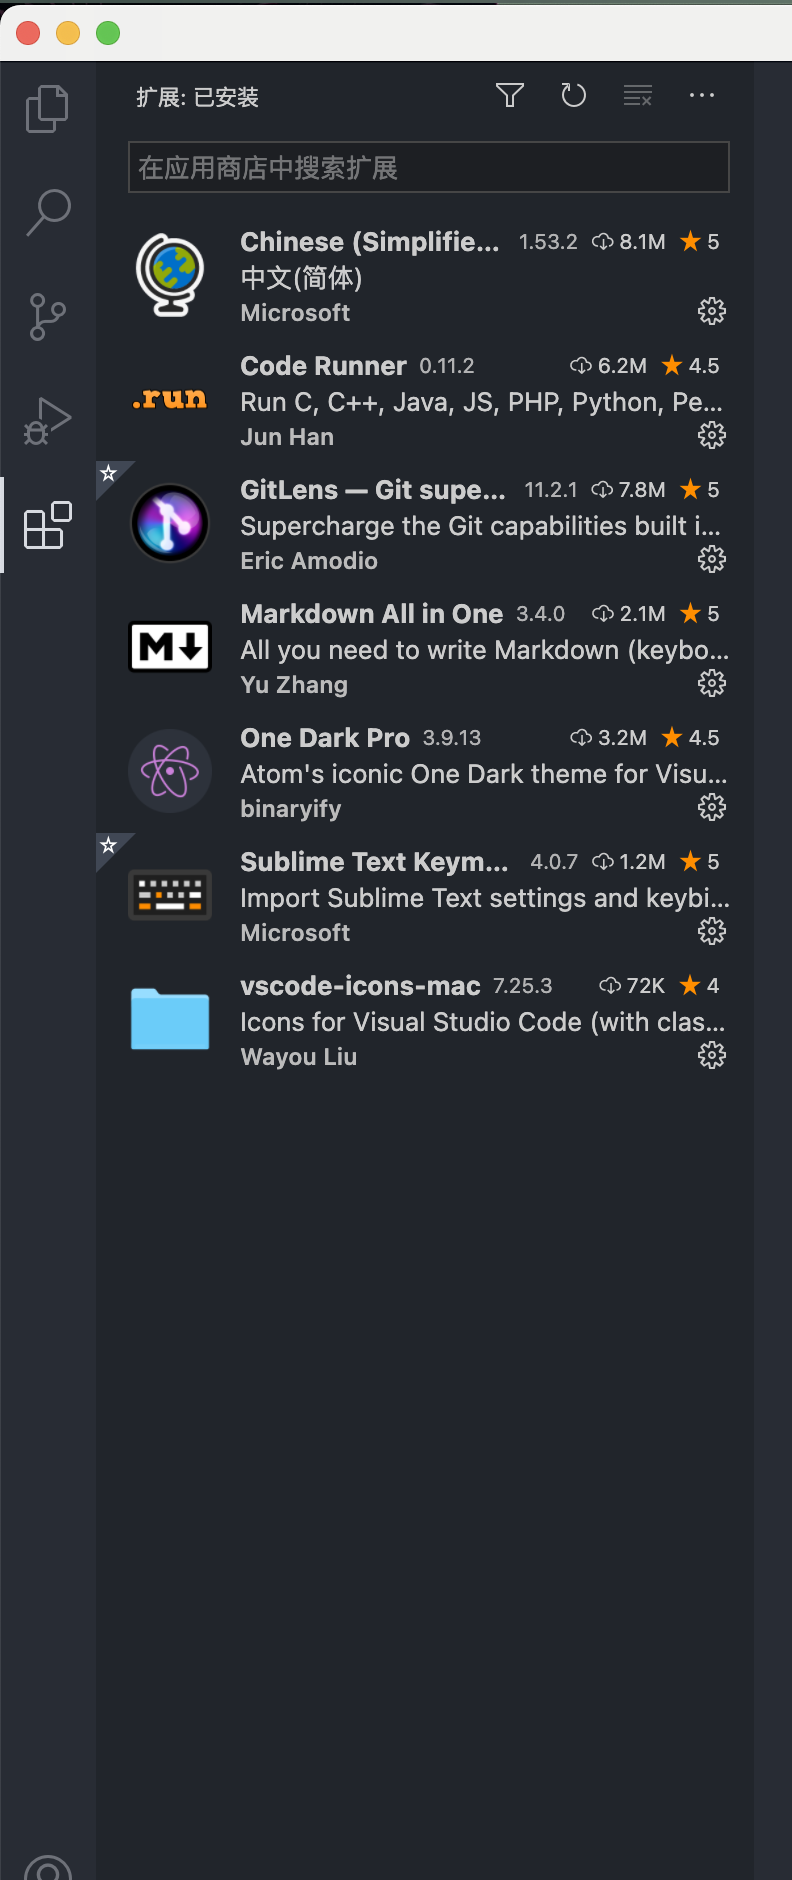 扩展: 已安装
在应用商店中搜索扩展
Chinese (Simplifie... 1.53.2 8.1M 5
中文(简体)
Microsoft
.run
Code Runner 0.11.2 6.2M 4.5
Run C, C++, Java, JS, PHP, Python, Pe...
Jun Han
GitLens — Git supe... 11.2.1 7.8M 5
Supercharge the Git capabilities built i...
Eric Amodio
M
Markdown All in One 3.4.0 2.1M 5
All you need to write Markdown (keybo...
Yu Zhang
One Dark Pro 3.9.13 3.2M 4.5
Atom's iconic One Dark theme for Visu...
binaryify
Sublime Text Keym... 4.0.7 1.2M 5
Import Sublime Text settings and keybi...
Microsoft
vscode-icons-mac 7.25.3 72K 4
Icons for Visual Studio Code (with clas...
Wayou Liu